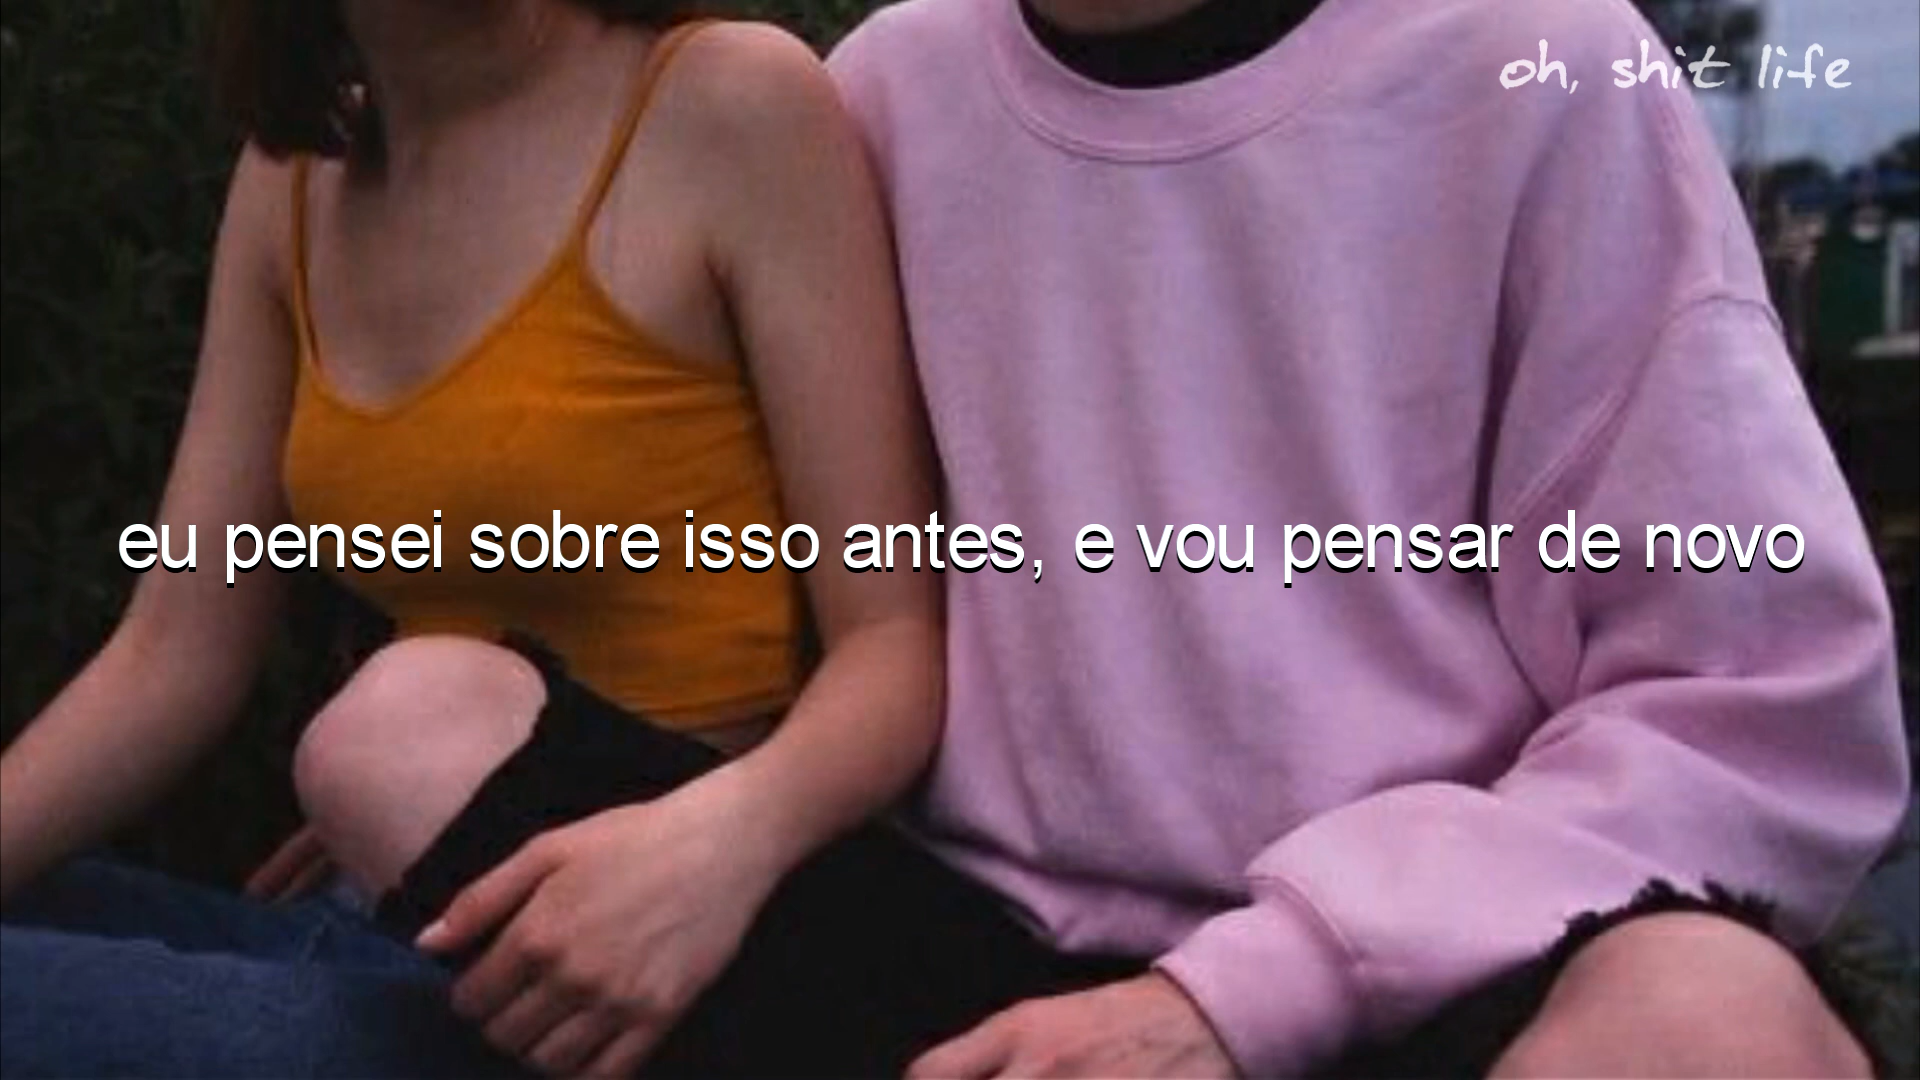 oh, shit life
eu pensei sobre isso antes, e vou pensar de novo